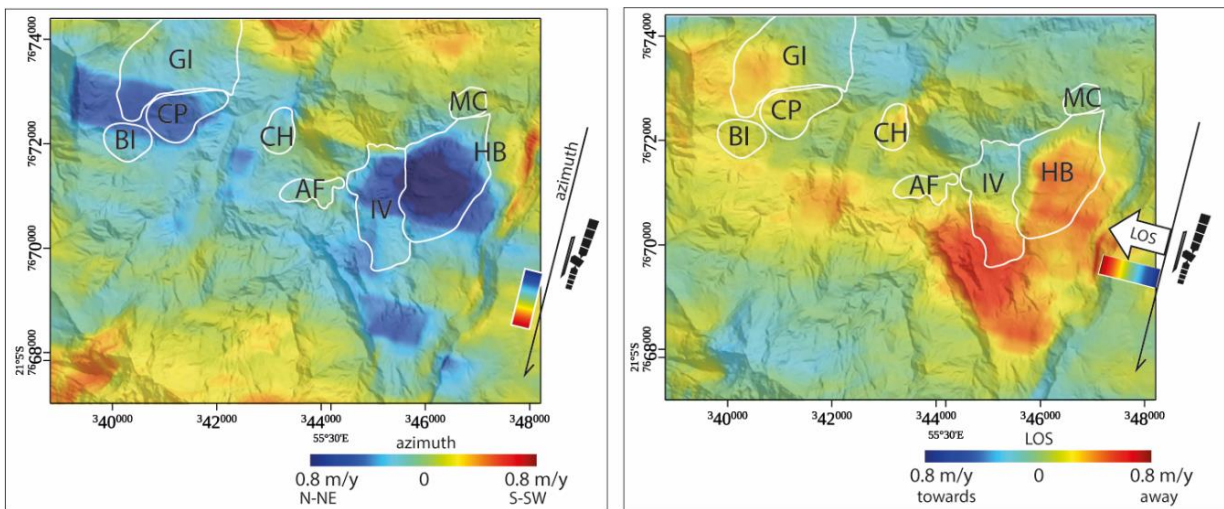 7674⁰⁰⁰
7672⁰⁰⁰
7670⁰⁰⁰
7668⁰⁰⁰
21°5'S
GI
CP
BI
CH
MC
HB
AF
IV
azimuth
340⁰⁰⁰ 342⁰⁰⁰ 344⁰⁰⁰ 346⁰⁰⁰ 348⁰⁰⁰
55°30'E
azimuth
0.8 m/y 0 0.8 m/y
N-NE S-SW
7674⁰⁰⁰
7672⁰⁰⁰
7670⁰⁰⁰
7668⁰⁰⁰
21°5'S
GI
CP
BI
CH
MC
HB
AF
IV
LOS
azimuth
340⁰⁰⁰ 342⁰⁰⁰ 344⁰⁰⁰ 346⁰⁰⁰ 348⁰⁰⁰
55°30'E
LOS
0.8 m/y 0 0.8 m/y
towards away